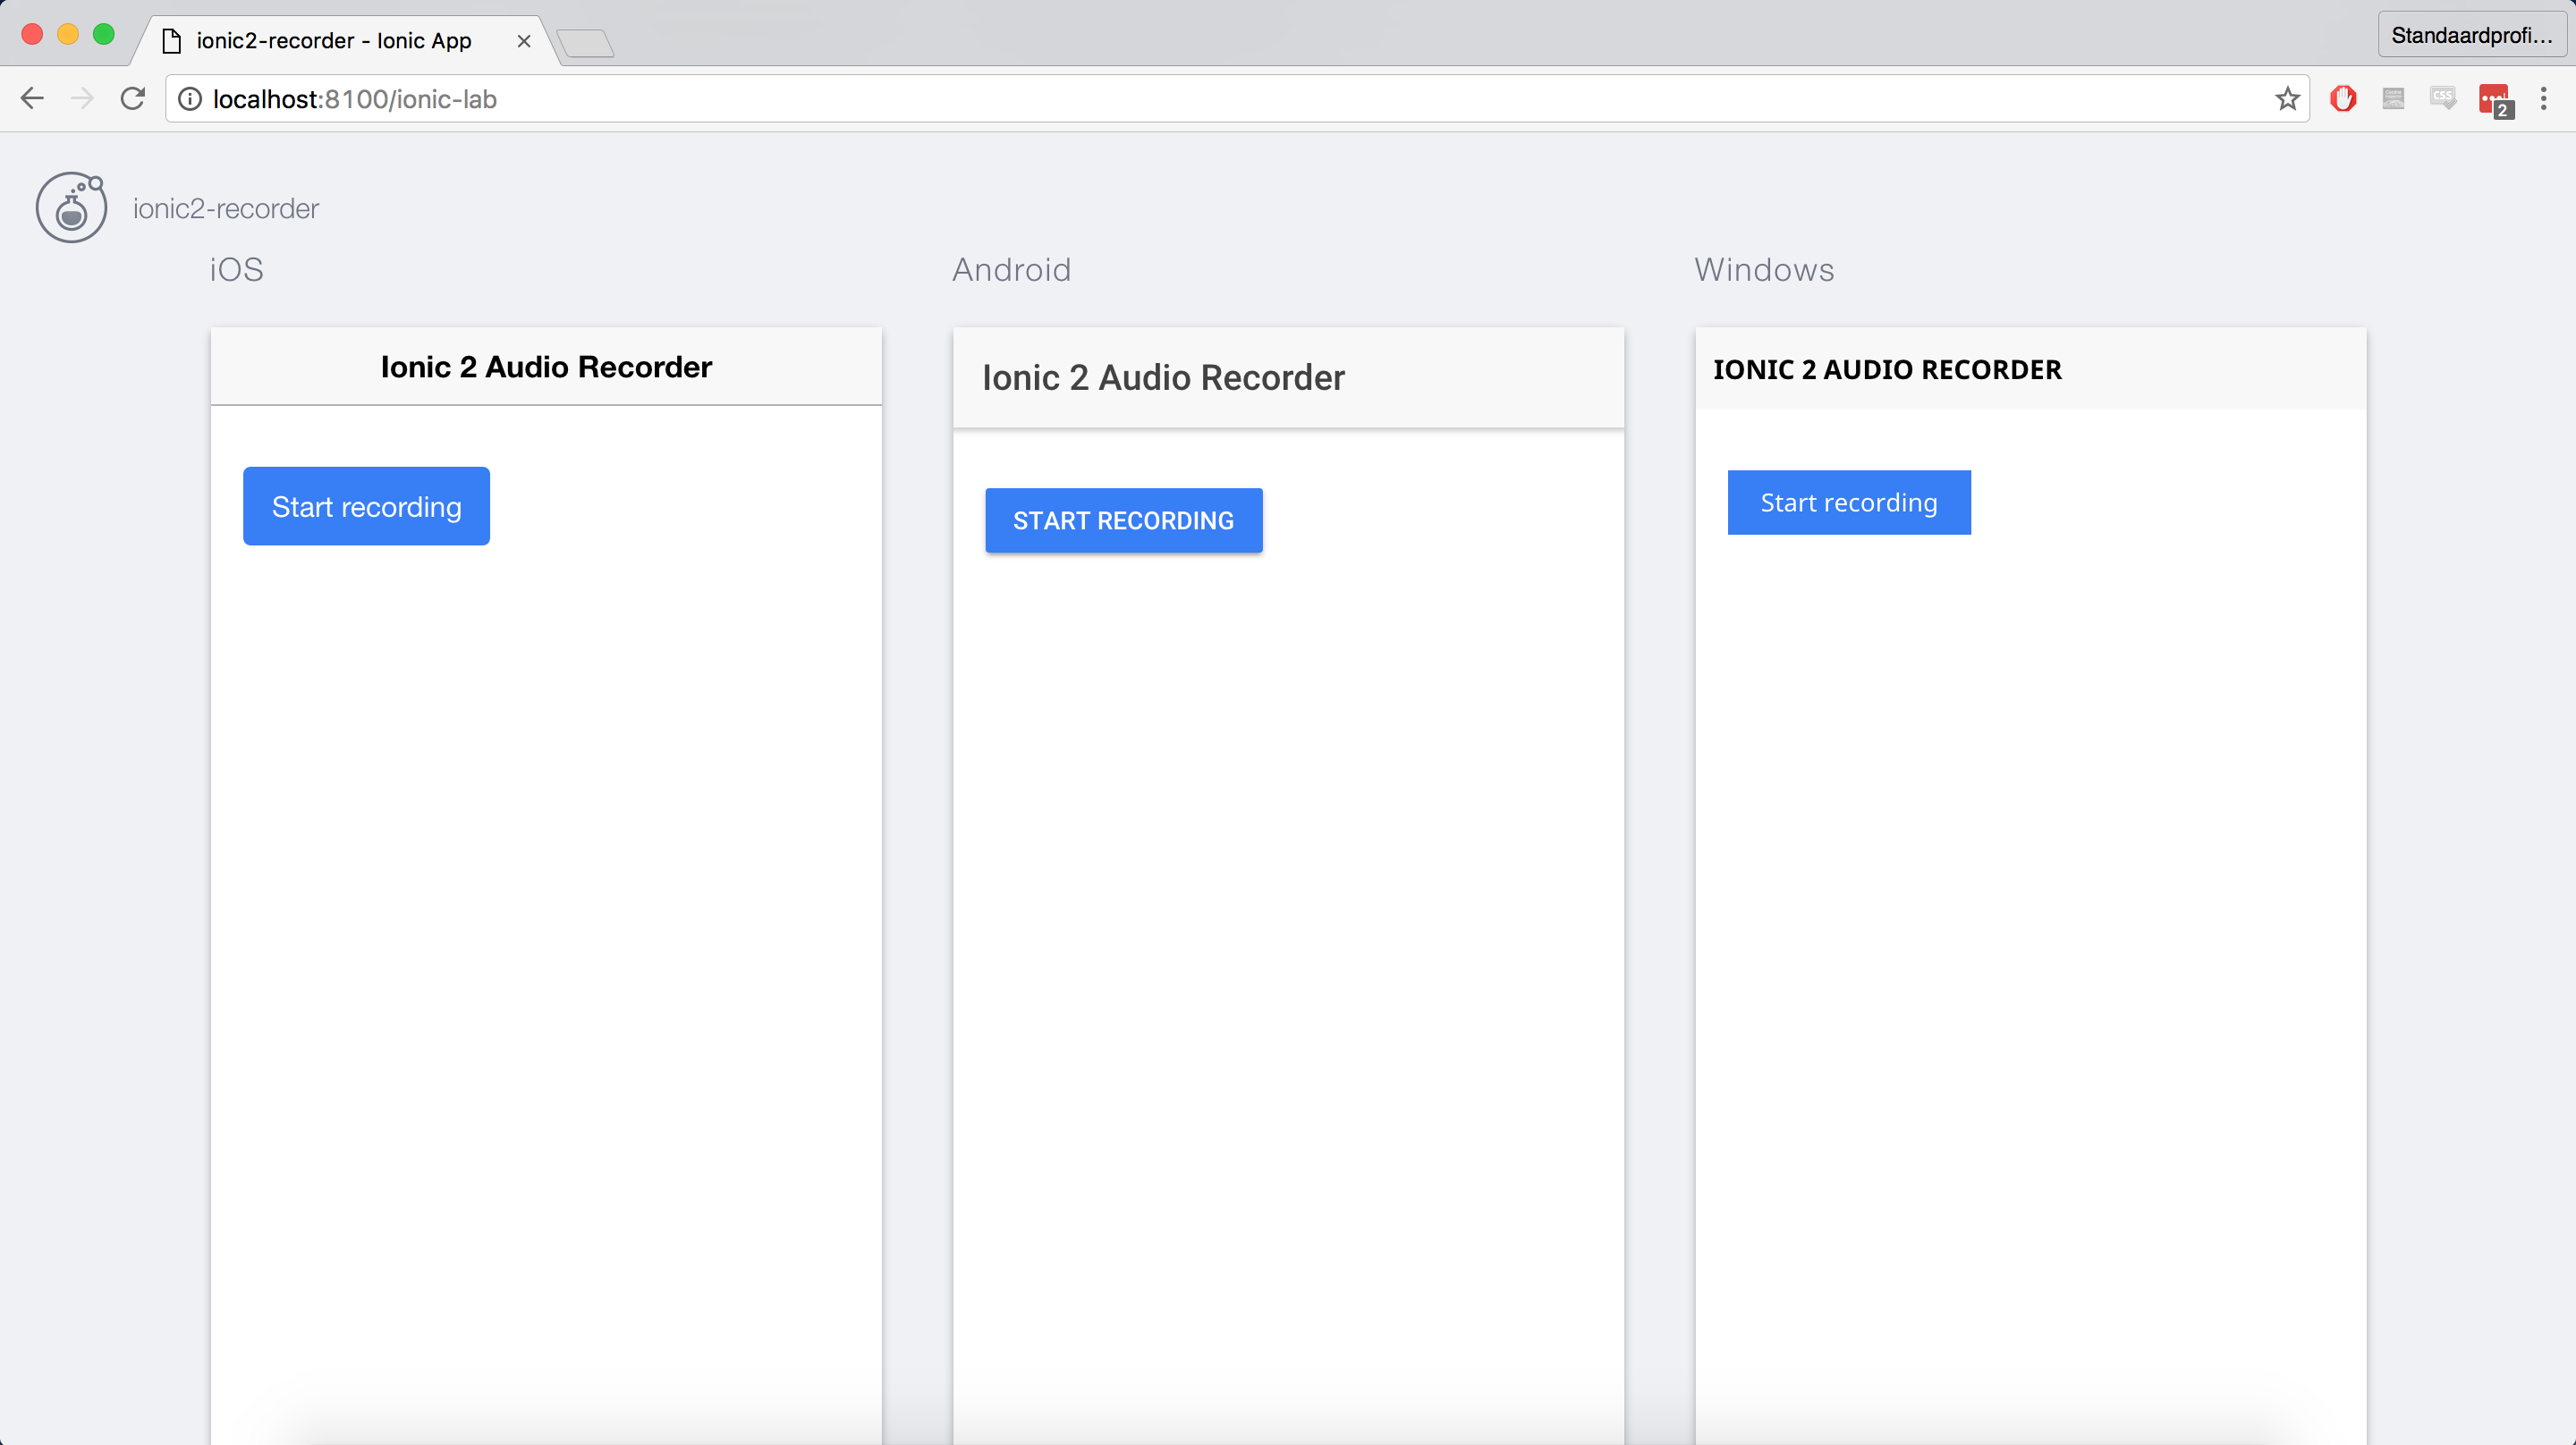 ionic2-recorder - Ionic App
Standaardprofi...
localhost:8100/ionic-lab
CSS
2
ionic2-recorder
iOS
Android
Windows
Ionic 2 Audio Recorder
Ionic 2 Audio Recorder
IONIC 2 AUDIO RECORDER
Start recording
START RECORDING
Start recording